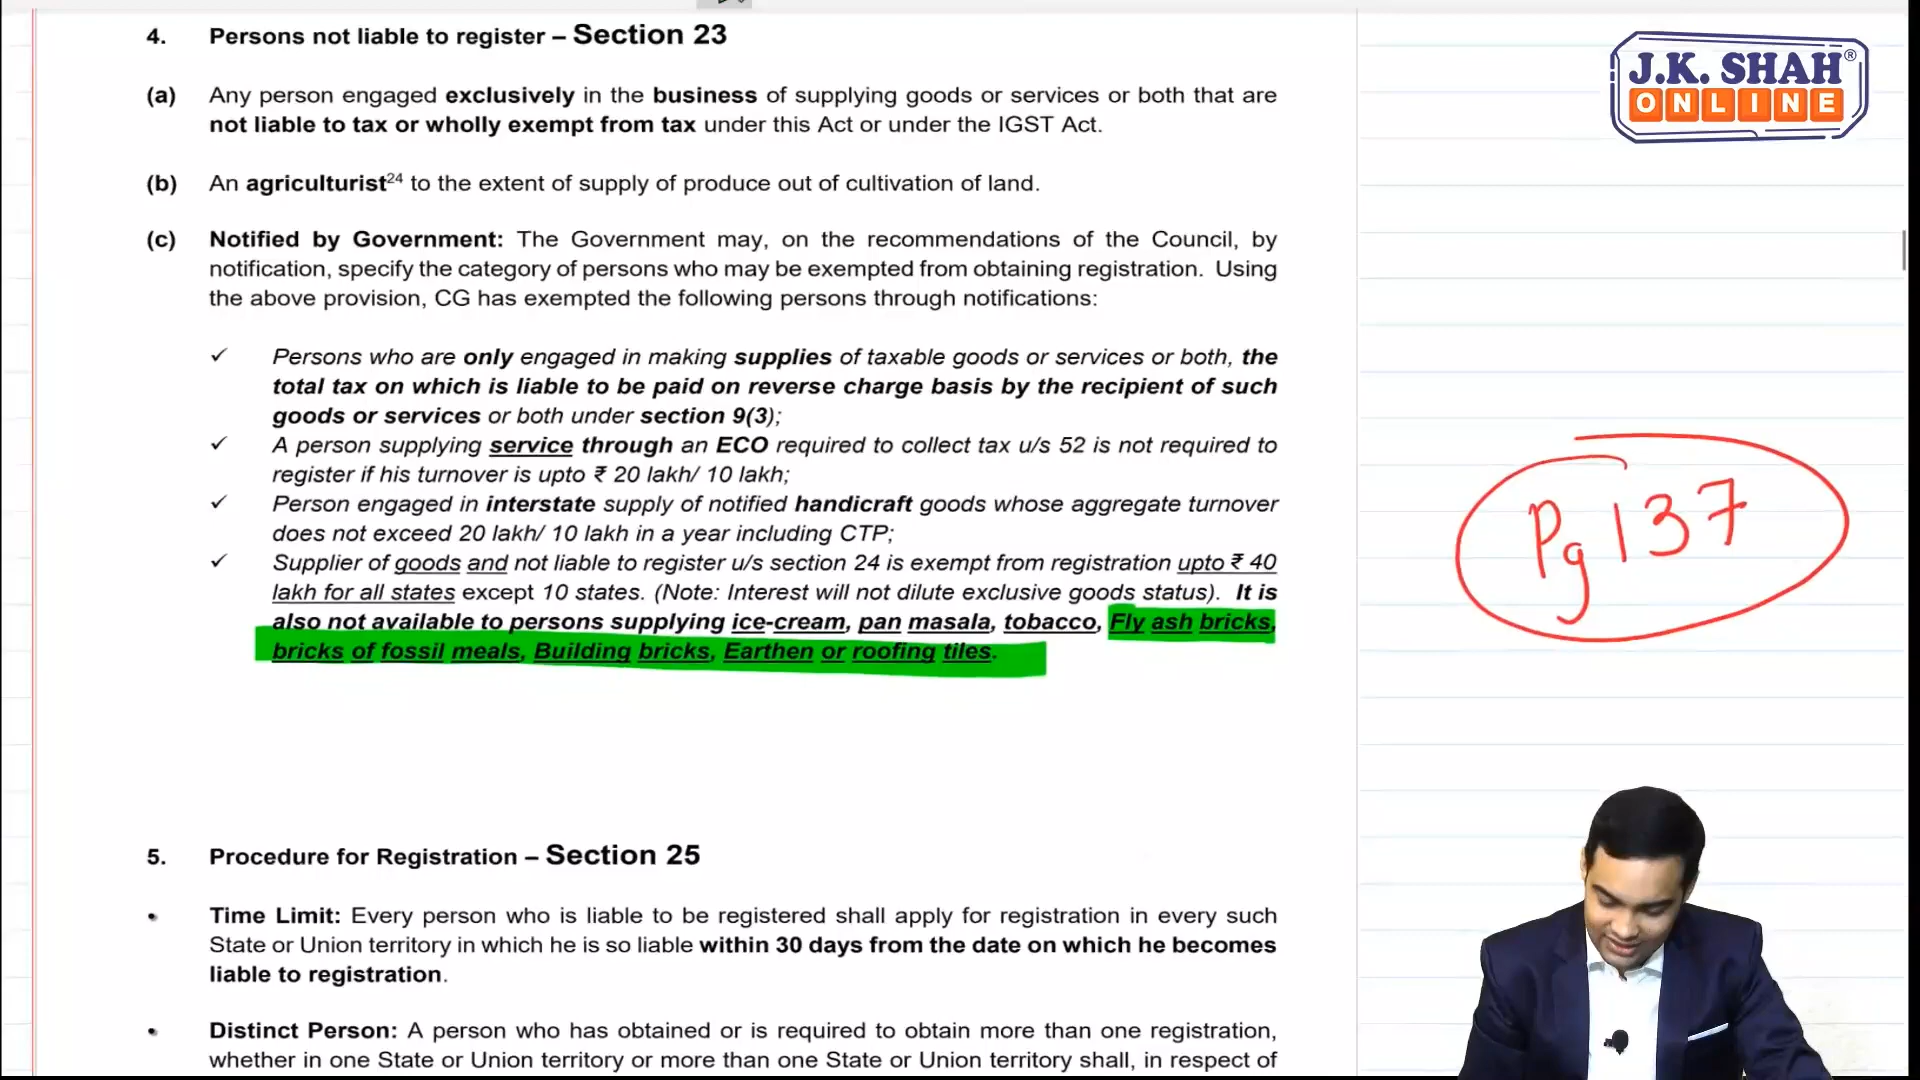 4. Persons not liable to register – Section 23
(a) Any person engaged exclusively in the business of supplying goods or services or both that are
not liable to tax or wholly exempt from tax under this Act or under the IGST Act.
(b) An agriculturist24 to the extent of supply of produce out of cultivation of land.
(c) Notified by Government: The Government may, on the recommendations of the Council, by
notification, specify the category of persons who may be exempted from obtaining registration. Using
the above provision, CG has exempted the following persons through notifications:
✓ Persons who are only engaged in making supplies of taxable goods or services or both, the
total tax on which is liable to be paid on reverse charge basis by the recipient of such
goods or services or both under section 9(3);
✓ A person supplying service through an ECO required to collect tax u/s 52 is not required to
register if his turnover is upto ₹ 20 lakh/ 10 lakh;
✓ Person engaged in interstate supply of notified handicraft goods whose aggregate turnover
does not exceed 20 lakh/ 10 lakh in a year including CTP;
✓ Supplier of goods and not liable to register u/s section 24 is exempt from registration upto ₹ 40
lakh for all states except 10 states. (Note: Interest will not dilute exclusive goods status). It is
also not available to persons supplying ice-cream, pan masala, tobacco, Fly ash bricks,
bricks of fossil meals, Building bricks, Earthen or roofing tiles.
5. Procedure for Registration – Section 25
• Time Limit: Every person who is liable to be registered shall apply for registration in every such
State or Union territory in which he is so liable within 30 days from the date on which he becomes
liable to registration.
• Distinct Person: A person who has obtained or is required to obtain more than one registration,
whether in one State or Union territory or more than one State or Union territory shall, in respect of
J.K. SHAH®
ONLINE
Pg 137